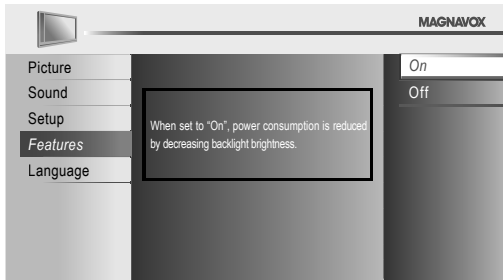 MAGNAVOX
Picture
Sound
Setup
Features
Language
When set to “On”, power consumption is reduced
by decreasing backlight brightness.
On
Off